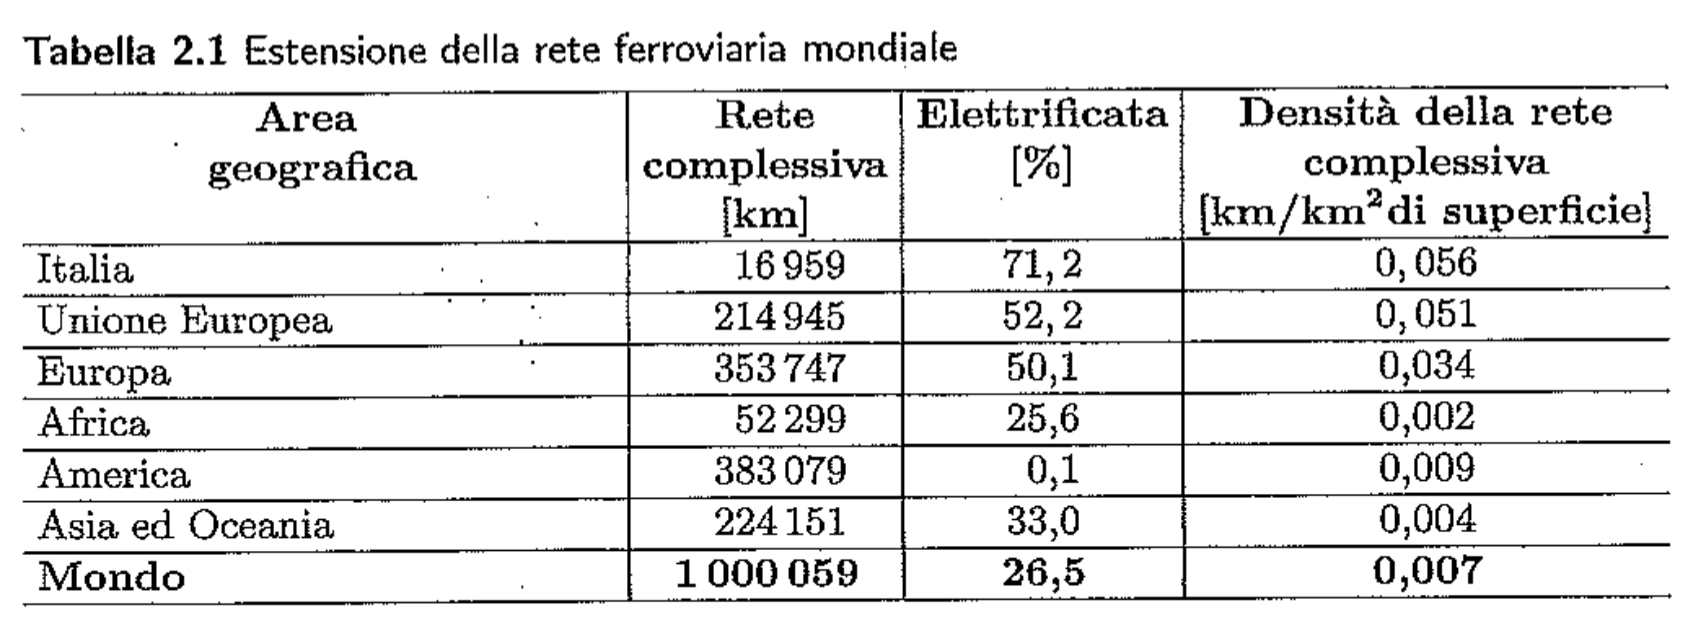 Tabella 2.1 Estensione della rete ferroviaria mondiale
Area geografica | Rete complessiva [km] | Elettrificata [%] | Densità della rete complessiva [km/km² di superficie]
Italia | 16 959 | 71, 2 | 0, 056
Unione Europea | 214 945 | 52, 2 | 0, 051
Europa | 353 747 | 50,1 | 0,034
Africa | 52 299 | 25,6 | 0,002
America | 383 079 | 0,1 | 0,009
Asia ed Oceania | 224 151 | 33,0 | 0,004
Mondo | 1 000 059 | 26,5 | 0,007